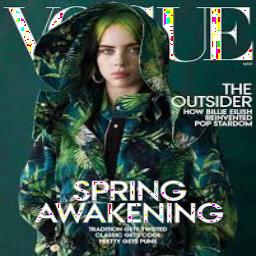 VOGUE
THE
OUTSIDER
HOW BILLIE EILISH
REINVENTED
POP STARDOM
SPRING
AWAKENING
TRADITION GETS TWISTED
CLASSIC GETS COOL
PRETTY GETS PUNK